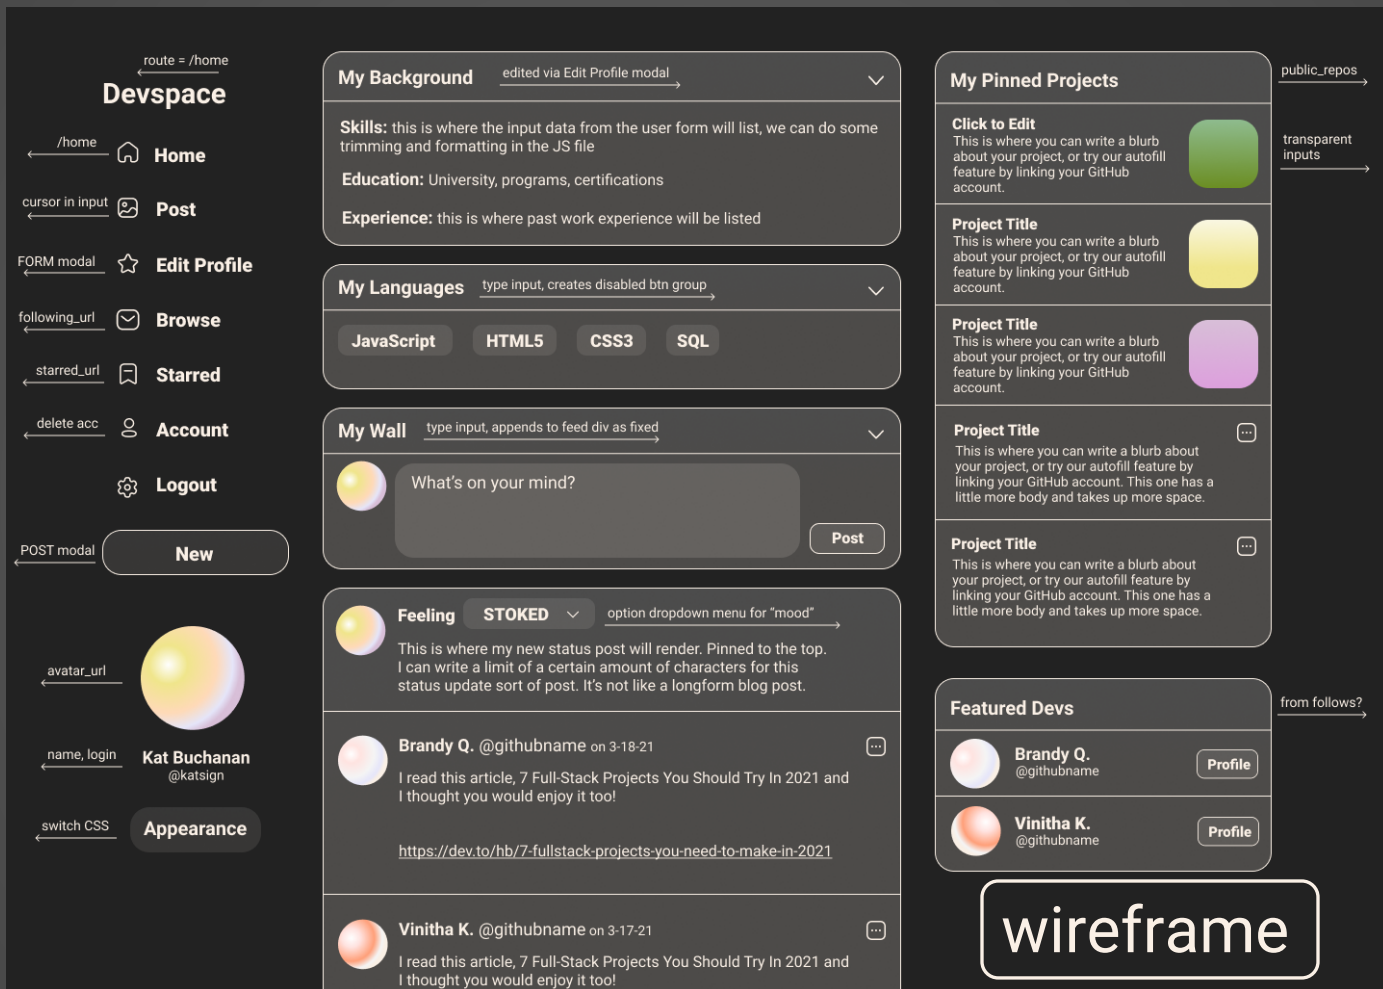 route = /home
Devspace
/home
Home
cursor in input
Post
FORM modal
Edit Profile
following_url
Browse
starred_url
Starred
delete acc
Account
Logout
POST modal
New
avatar_url
name, login
Kat Buchanan
@katsign
switch CSS
Appearance
My Background
edited via Edit Profile modal
Skills: this is where the input data from the user form will list, we can do some
trimming and formatting in the JS file
Education: University, programs, certifications
Experience: this is where past work experience will be listed
My Languages
type input, creates disabled btn group
JavaScript
HTML5
CSS3
SQL
My Wall
type input, appends to feed div as fixed
What's on your mind?
Post
Feeling
STOKED
option dropdown menu for "mood"
This is where my new status post will render. Pinned to the top.
I can write a limit of a certain amount of characters for this
status update sort of post. It's not like a longform blog post.
Brandy Q. @githubname on 3-18-21
I read this article, 7 Full-Stack Projects You Should Try In 2021 and
I thought you would enjoy it too!
https://dev.to/hb/7-fullstack-projects-you-need-to-make-in-2021
Vinitha K. @githubname on 3-17-21
I read this article, 7 Full-Stack Projects You Should Try In 2021 and
I thought you would enjoy it too!
My Pinned Projects
public_repos
Click to Edit
This is where you can write a blurb
about your project, or try our autofill
feature by linking your GitHub
account.
transparent
inputs
Project Title
This is where you can write a blurb
about your project, or try our autofill
feature by linking your GitHub
account.
Project Title
This is where you can write a blurb
about your project, or try our autofill
feature by linking your GitHub
account.
Project Title
This is where you can write a blurb about
your project, or try our autofill feature by
linking your GitHub account. This one has a
little more body and takes up more space.
Project Title
This is where you can write a blurb about
your project, or try our autofill feature by
linking your GitHub account. This one has a
little more body and takes up more space.
Featured Devs
from follows?
Brandy Q.
@githubname
Profile
Vinitha K.
@githubname
Profile
wireframe